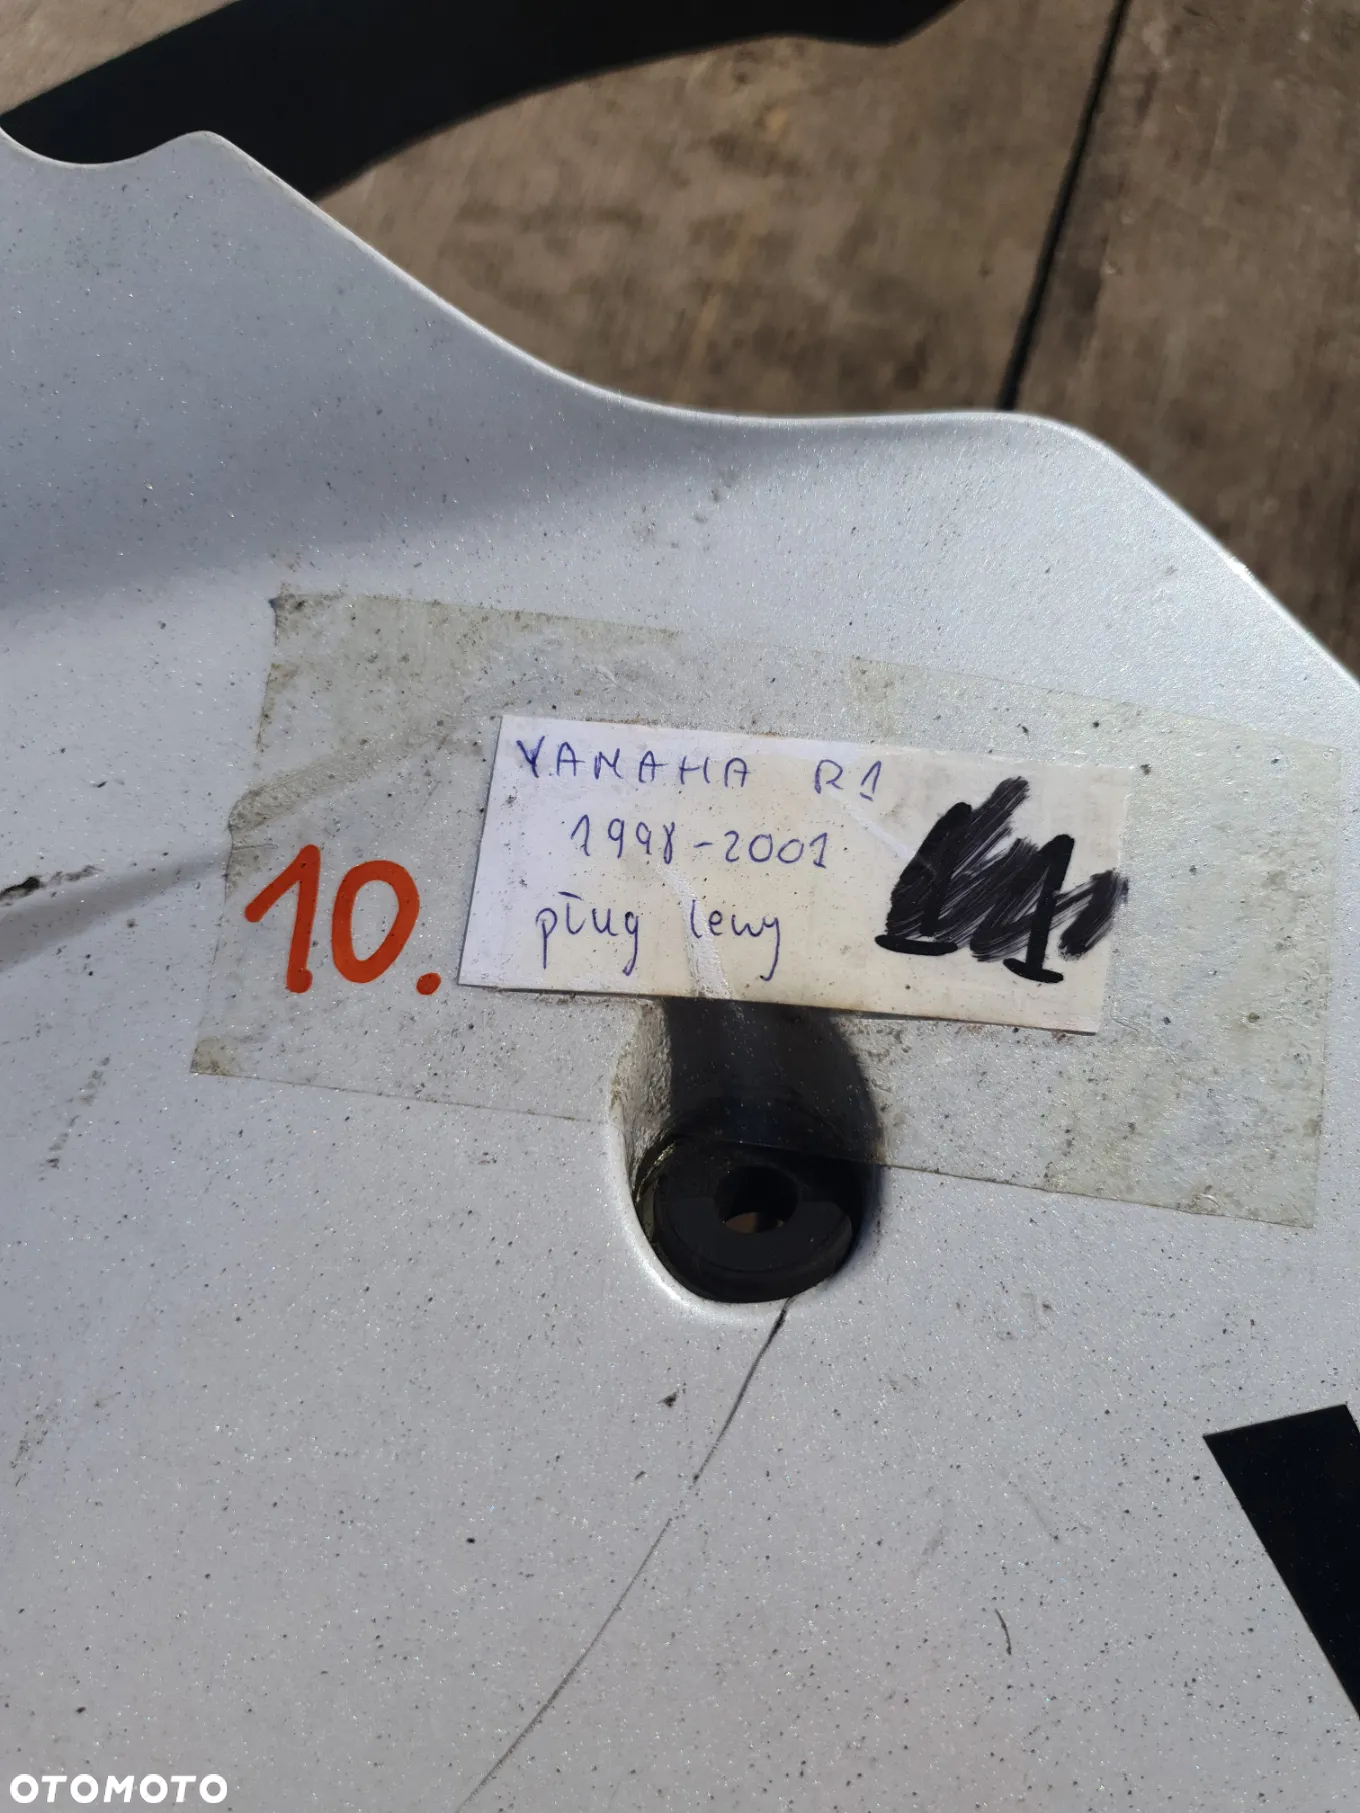 YAMAHA R1
1998-2001
pług lewy
10.
OTOMOTO